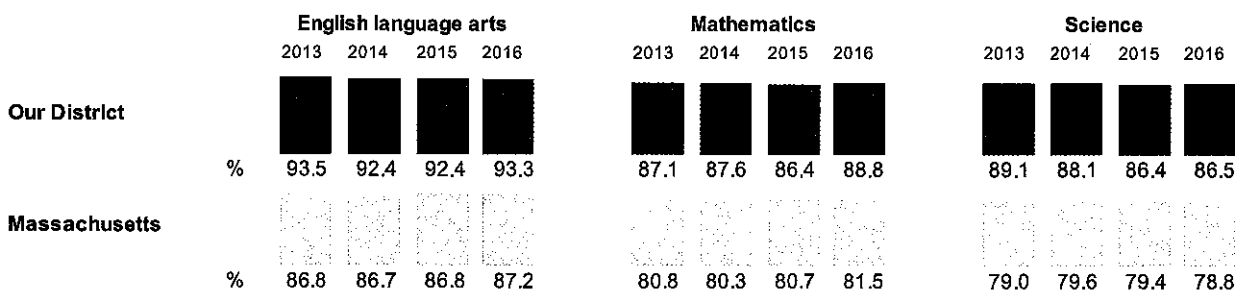 English language arts Mathematics Science
2013 2014 2015 2016 2013 2014 2015 2016 2013 2014 2015 2016
Our District
% 93.5 92.4 92.4 93.3 87.1 87.6 86.4 88.8 89.1 88.1 86.4 86.5
Massachusetts
% 86.8 86.7 86.8 87.2 80.8 80.3 80.7 81.5 79.0 79.6 79.4 78.8